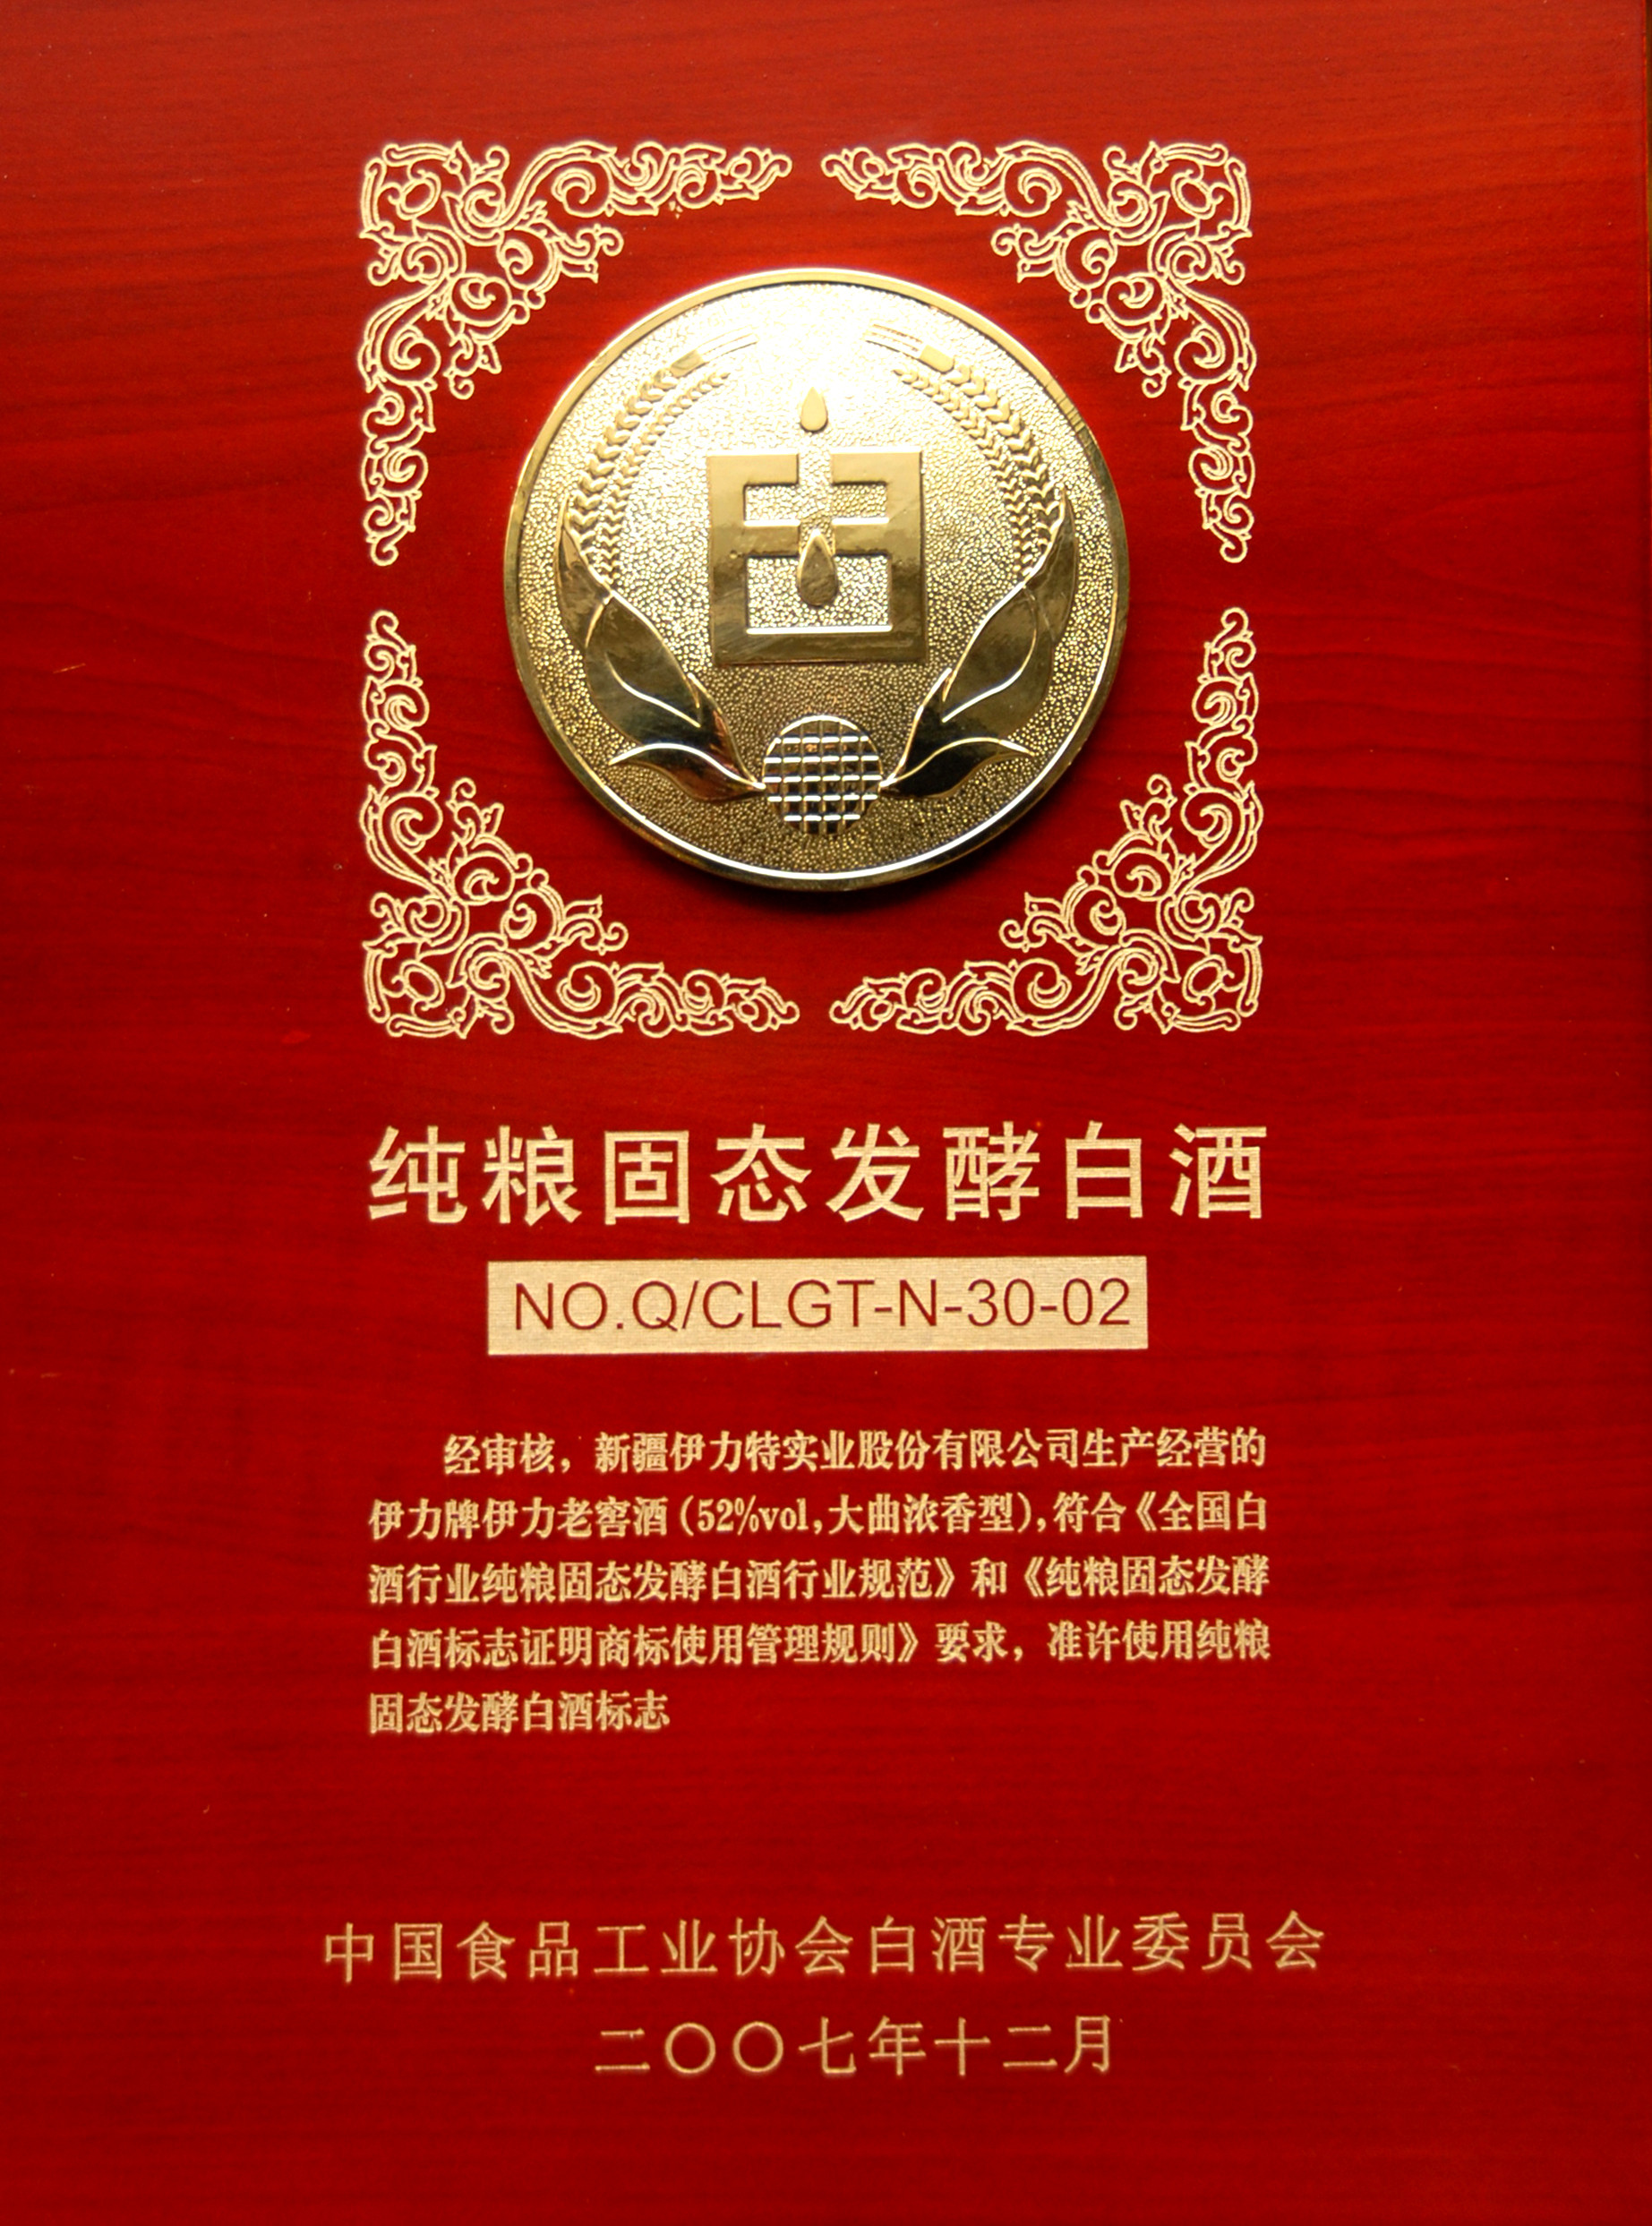 纯粮固态发酵白酒
NO.Q/CLGT-N-30-02
经审核，新疆伊力特实业股份有限公司生产经营的
伊力牌伊力老窖酒（52%vol,大曲浓香型），符合《全国白
酒行业纯粮固态发酵白酒行业规范》和《纯粮固态发酵
白酒标志证明商标使用管理规则》要求，准许使用纯粮
固态发酵白酒标志
中国食品工业协会白酒专业委员会
二〇〇七年十二月